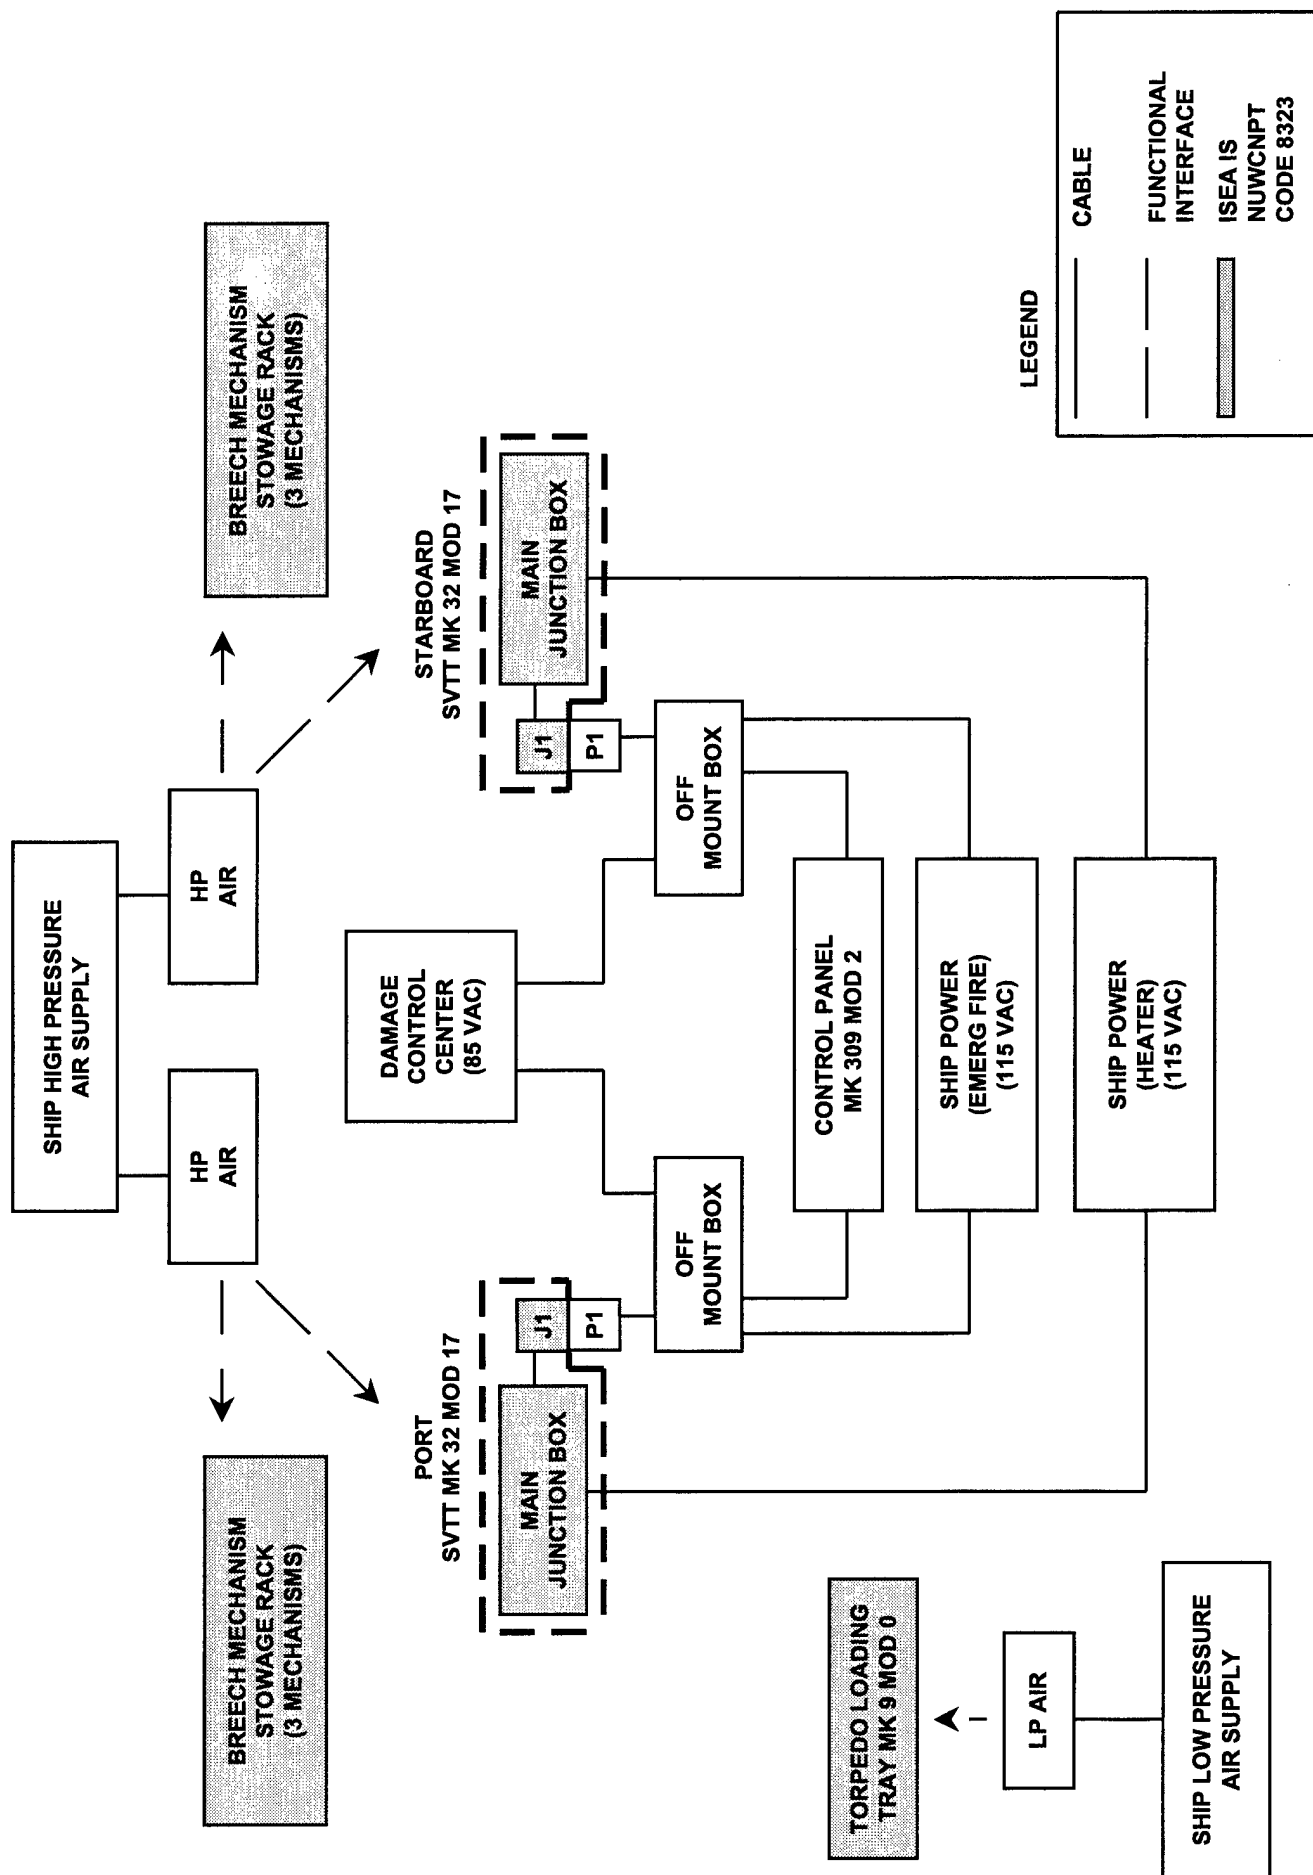 SHIP HIGH PRESSURE
AIR SUPPLY
HP
AIR
HP
AIR
BREECH MECHANISM
STOWAGE RACK
(3 MECHANISMS)
BREECH MECHANISM
STOWAGE RACK
(3 MECHANISMS)
DAMAGE
CONTROL
CENTER
(85 VAC)
PORT
SVTT MK 32 MOD 17
STARBOARD
SVTT MK 32 MOD 17
MAIN
JUNCTION BOX
J1
P1
J1
P1
MAIN
JUNCTION BOX
OFF
MOUNT BOX
OFF
MOUNT BOX
CONTROL PANEL
MK 309 MOD 2
SHIP POWER
(EMERG FIRE)
(115 VAC)
SHIP POWER
(HEATER)
(115 VAC)
TORPEDO LOADING
TRAY MK 9 MOD 0
LP AIR
SHIP LOW PRESSURE
AIR SUPPLY
LEGEND
CABLE
FUNCTIONAL
INTERFACE
ISEA IS
NUWCNPT
CODE 8323